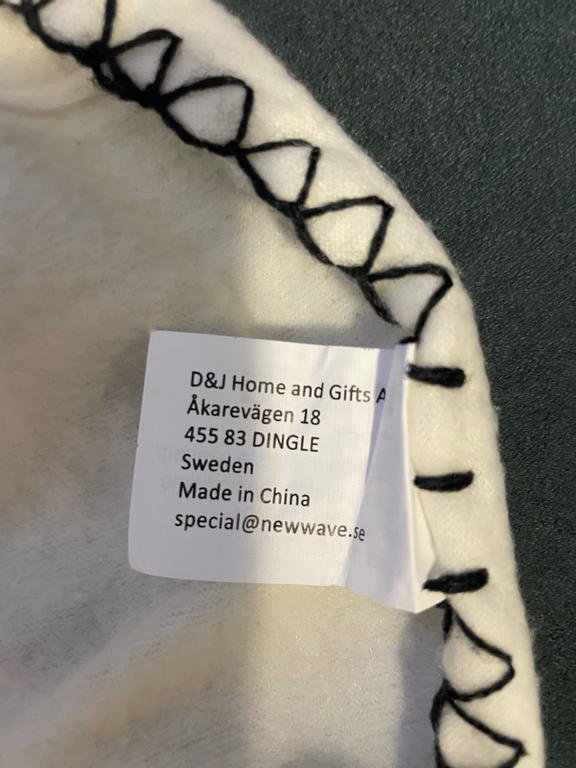 D&J Home and Gifts A
Åkarevägen 18
455 83 DINGLE
Sweden
Made in China
special@newwave.se